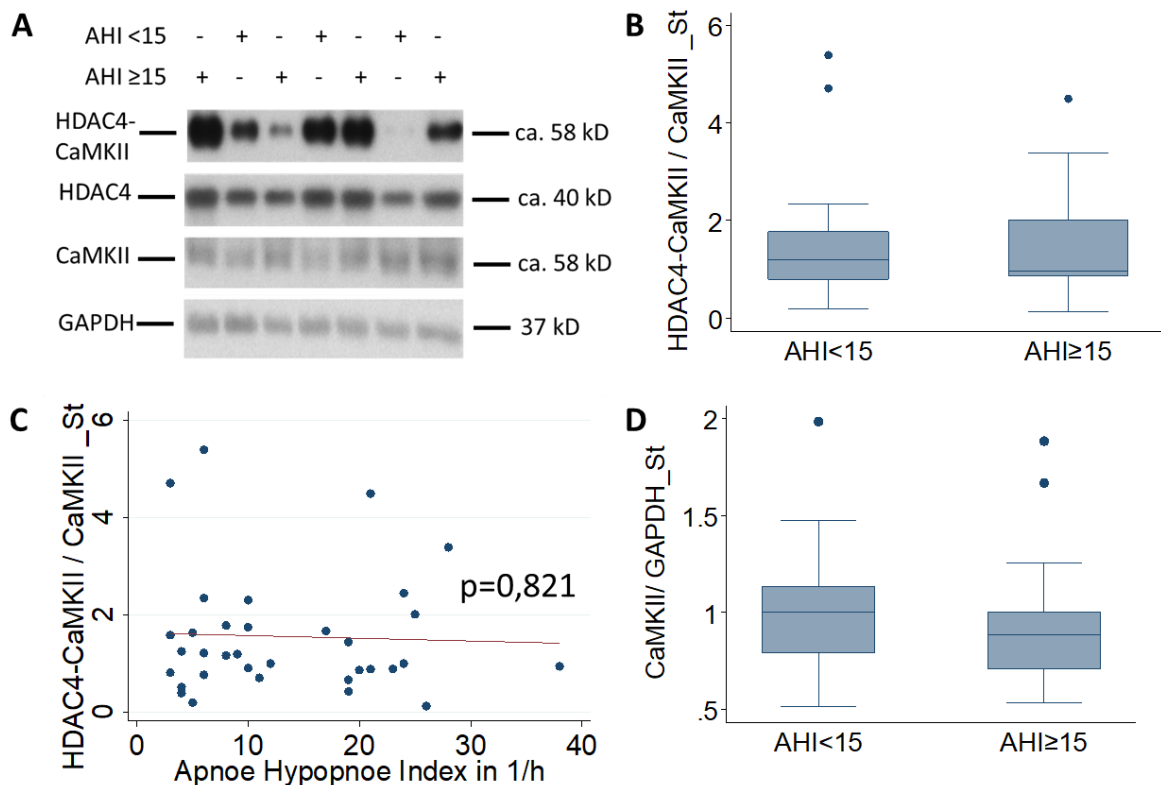 A
AHI <15 - + - + - + -
AHI ≥15 + - + - + - +
HDAC4-
CaMKII
ca. 58 kD
HDAC4
ca. 40 kD
CaMKII
ca. 58 kD
GAPDH
37 kD
B
HDAC4-CaMKII / CaMKII _St
6
4
2
0
AHI<15
AHI≥15
C
HDAC4-CaMKII / CaMKII _St
6
4
2
0
p=0,821
0
10
20
30
40
Apnoe Hypopnoe Index in 1/h
D
CaMKII/ GAPDH_St
2
1.5
1
.5
AHI<15
AHI≥15